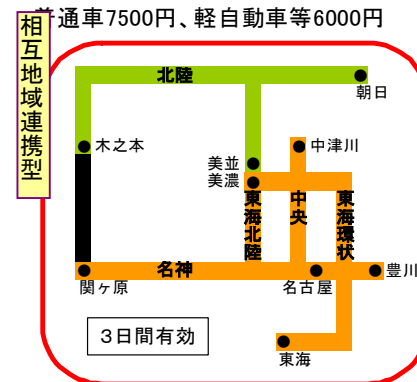 普通車7500円、軽自動車等6000円
相互地域連携型
北陸
朝日
木之本
中津川
美並
美濃
東海北陸
中央
東海環状
名神
関ヶ原
名古屋
豊川
3日間有効
東海